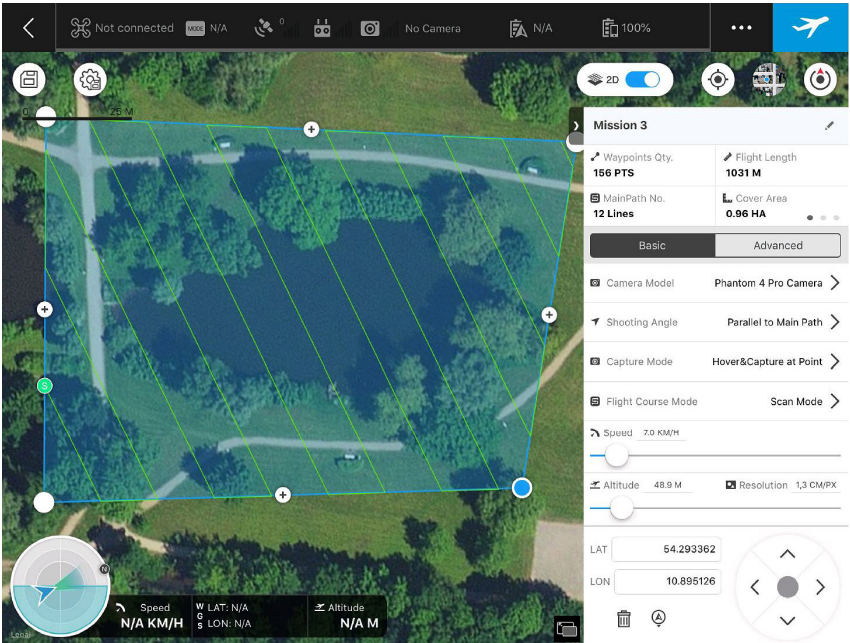 Not connected MODE N/A 0 No Camera N/A 100%
2D
0 25 M
Mission 3
Waypoints Qty. Flight Length
156 PTS 1031 M
MainPath No. Cover Area
12 Lines 0.96 HA
Basic Advanced
Camera Model Phantom 4 Pro Camera
Shooting Angle Parallel to Main Path
Capture Mode Hover&Capture at Point
S
Flight Course Mode Scan Mode
Speed 7.0 KM/H
Altitude 48.9 M Resolution 1,3 CM/PX
LAT 54.293362
LON 10.895126
N
Speed WGS LAT: N/A Altitude
N/A KM/H LON: N/A N/A M
Legal